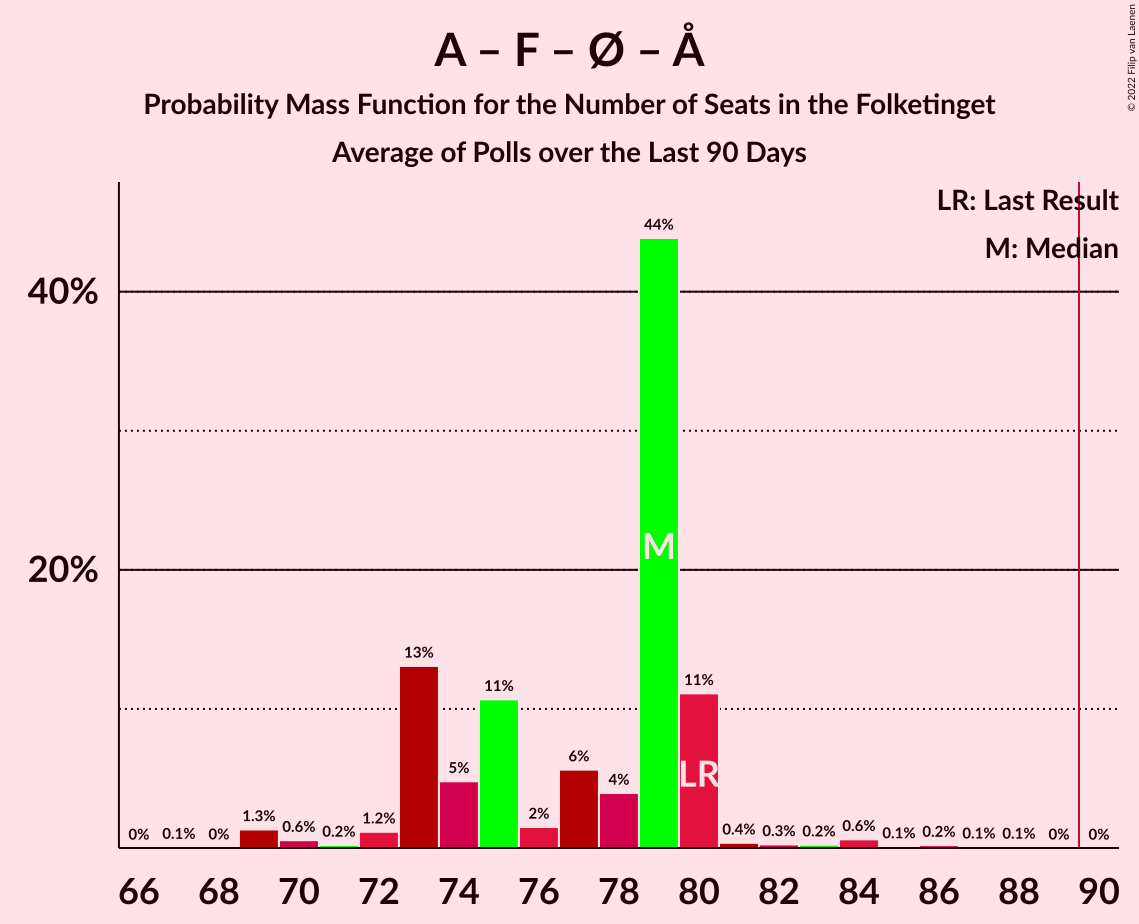 A – F – Ø – Å
Probability Mass Function for the Number of Seats in the Folketinget
Average of Polls over the Last 90 Days
© 2022 Filip van Laenen
LR: Last Result
M: Median
40%
20%
0% 0.1% 0% 1.3% 0.6% 0.2% 1.2% 13% 5% 11% 2% 6% 4% 44% 11% 0.4% 0.3% 0.2% 0.6% 0.1% 0.2% 0.1% 0.1% 0% 0%
M
LR
66 68 70 72 74 76 78 80 82 84 86 88 90